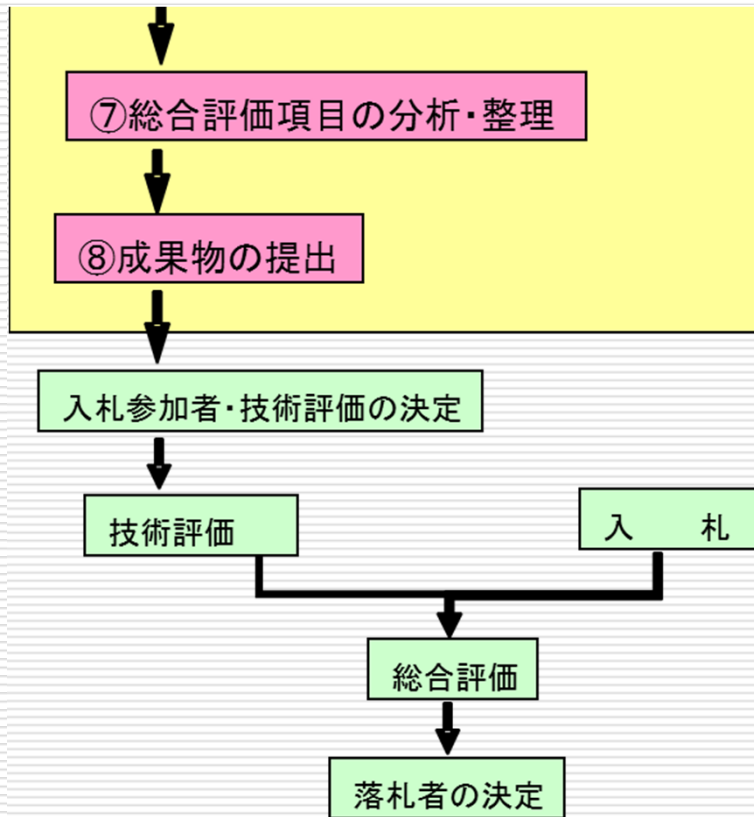 ⑦総合評価項目の分析・整理
⑧成果物の提出
入札参加者・技術評価の決定
技術評価
入　　札
総合評価
落札者の決定